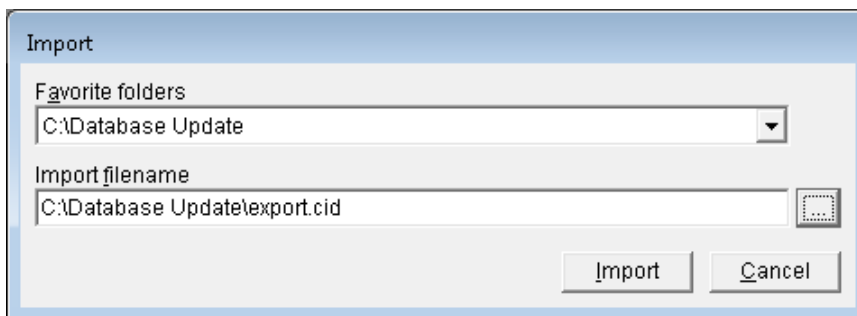 Import
Favorite folders
C:\Database Update
Import filename
C:\Database Update\export.cid
...
Import Cancel